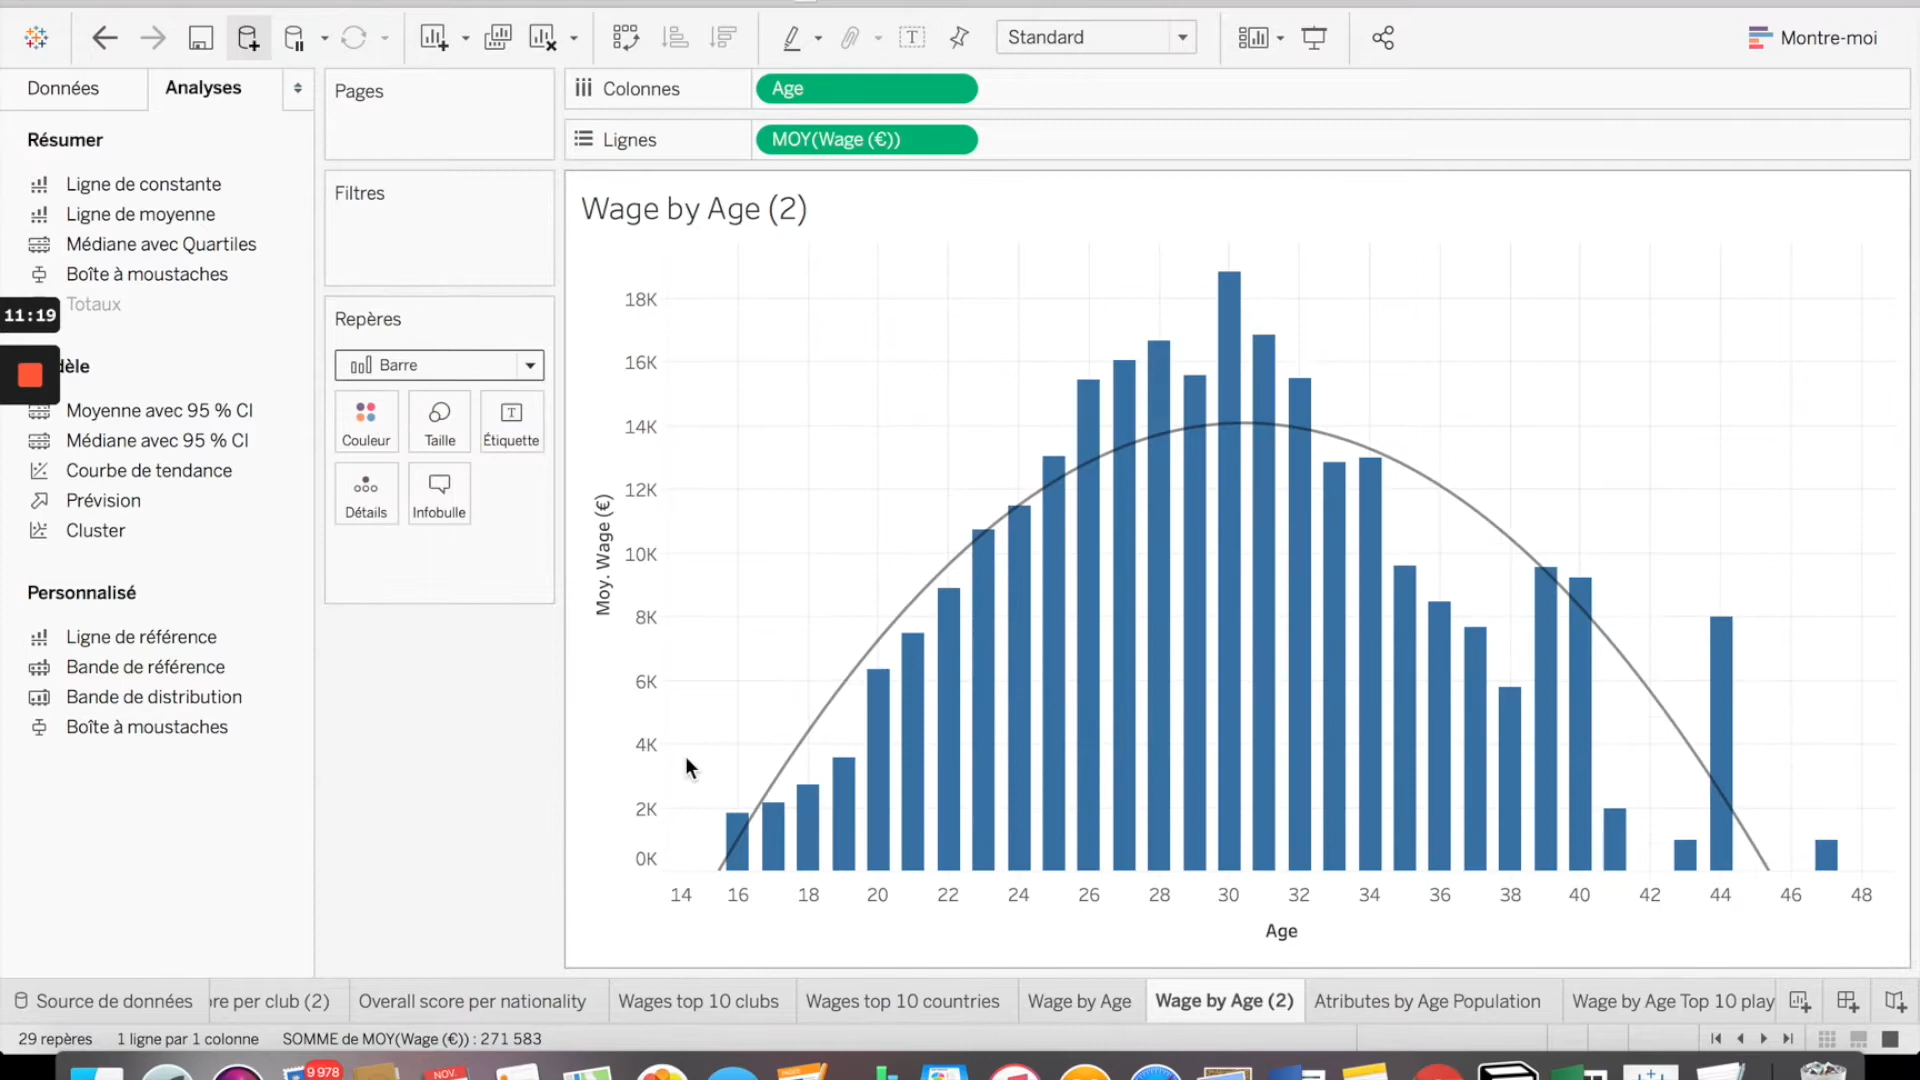 Standard
Montre-moi
Données
Analyses
Résumer
Ligne de constante
Ligne de moyenne
Médiane avec Quartiles
Boîte à moustaches
Totaux
11:19
èle
Moyenne avec 95 % CI
Médiane avec 95 % CI
Courbe de tendance
Prévision
Cluster
Personnalisé
Ligne de référence
Bande de référence
Bande de distribution
Boîte à moustaches
Pages
Filtres
Repères
Barre
Couleur
Taille
Étiquette
Détails
Infobulle
Colonnes
Age
Lignes
MOY(Wage (€))
Wage by Age (2)
Moy. Wage (€)
18K
16K
14K
12K
10K
8K
6K
4K
2K
0K
14 16 18 20 22 24 26 28 30 32 34 36 38 40 42 44 46 48
Age
Source de données
re per club (2)
Overall score per nationality
Wages top 10 clubs
Wages top 10 countries
Wage by Age
Wage by Age (2)
Atributes by Age Population
Wage by Age Top 10 play
29 repères
1 ligne par 1 colonne
SOMME de MOY(Wage (€)) : 271 583
9 978
NOV.